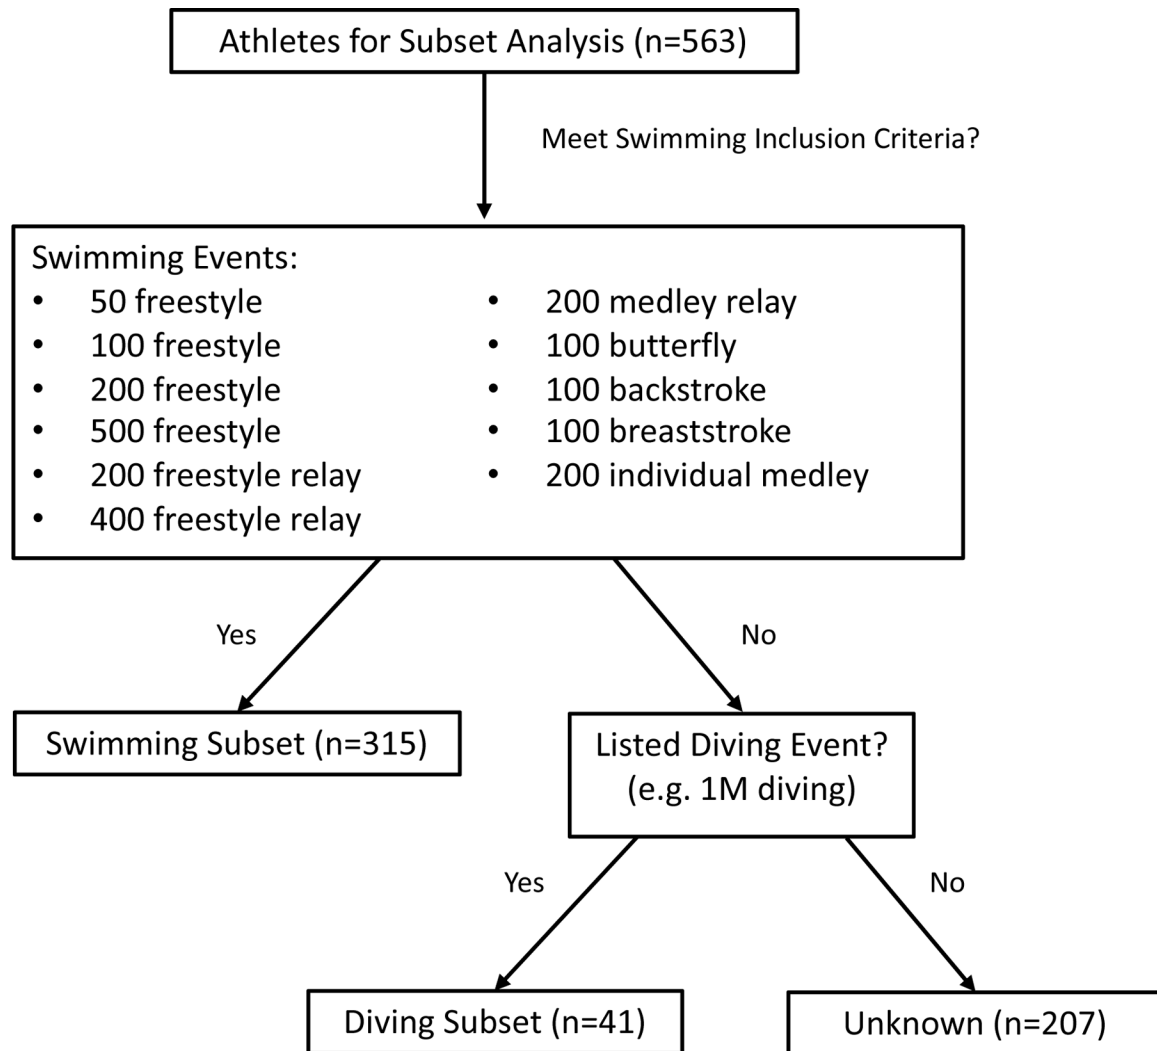 Athletes for Subset Analysis (n=563)
Meet Swimming Inclusion Criteria?
Swimming Events:
• 50 freestyle
• 100 freestyle
• 200 freestyle
• 500 freestyle
• 200 freestyle relay
• 400 freestyle relay
• 200 medley relay
• 100 butterfly
• 100 backstroke
• 100 breaststroke
• 200 individual medley
Yes
No
Swimming Subset (n=315)
Listed Diving Event?
(e.g. 1M diving)
Yes
No
Diving Subset (n=41)
Unknown (n=207)